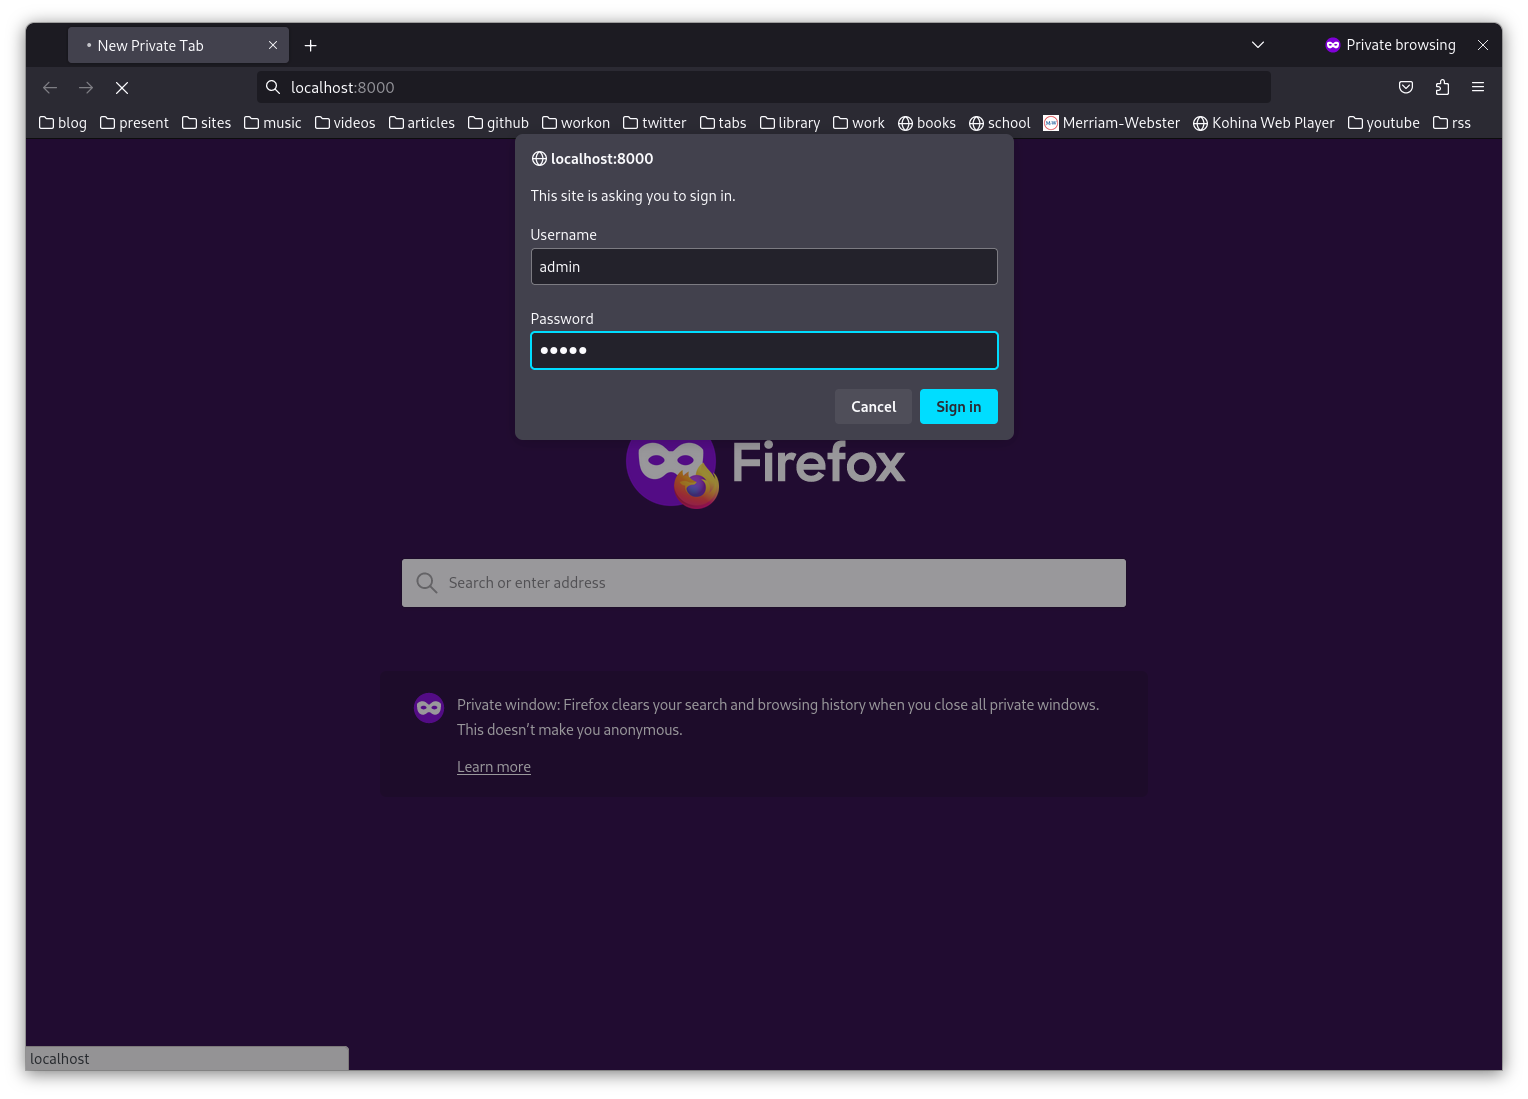 New Private Tab
Private browsing
localhost:8000
blog present sites music videos articles github workon twitter tabs library work books school Merriam-Webster Kohina Web Player youtube rss
localhost:8000
This site is asking you to sign in.
Username
admin
Password
Cancel Sign in
Firefox
Search or enter address
Private window: Firefox clears your search and browsing history when you close all private windows.
This doesn’t make you anonymous.
Learn more
localhost